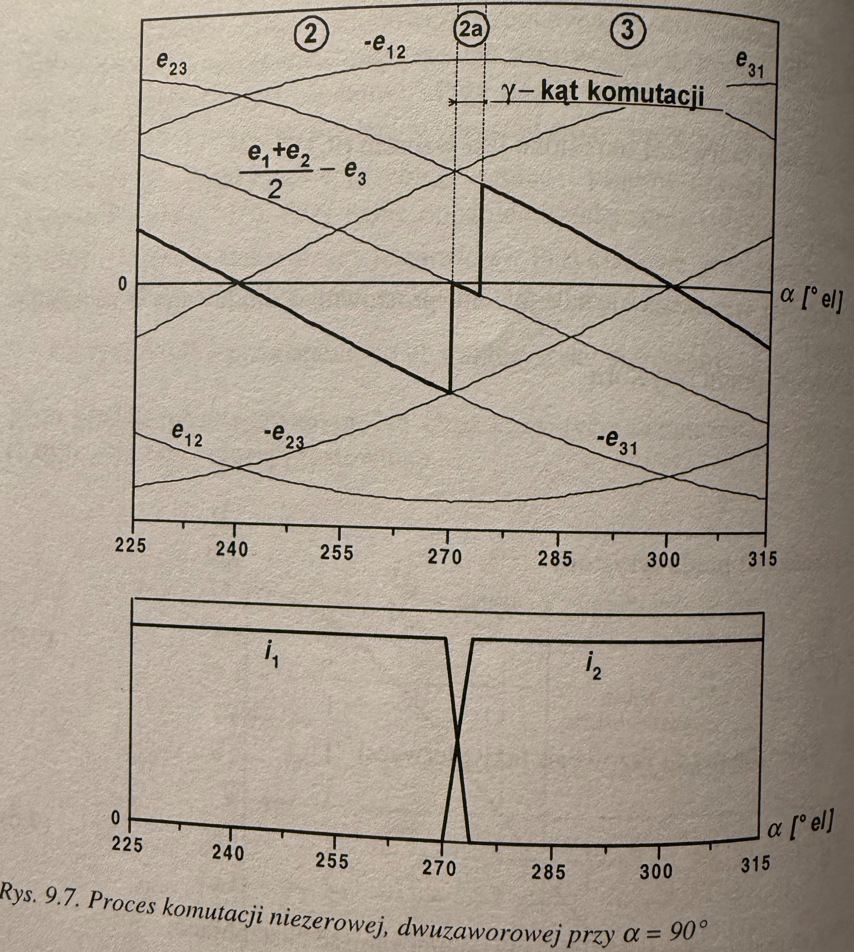 2 2a 3
-e12
e23
e31
γ– kąt komutacji
e1+e2
2
– e3
0
α [° el]
e12
-e23
-e31
225 240 255 270 285 300 315
i1
i2
0
α [° el]
225 240 255 270 285 300 315
Rys. 9.7. Proces komutacji niezerowej, dwuzaworowej przy α = 90°